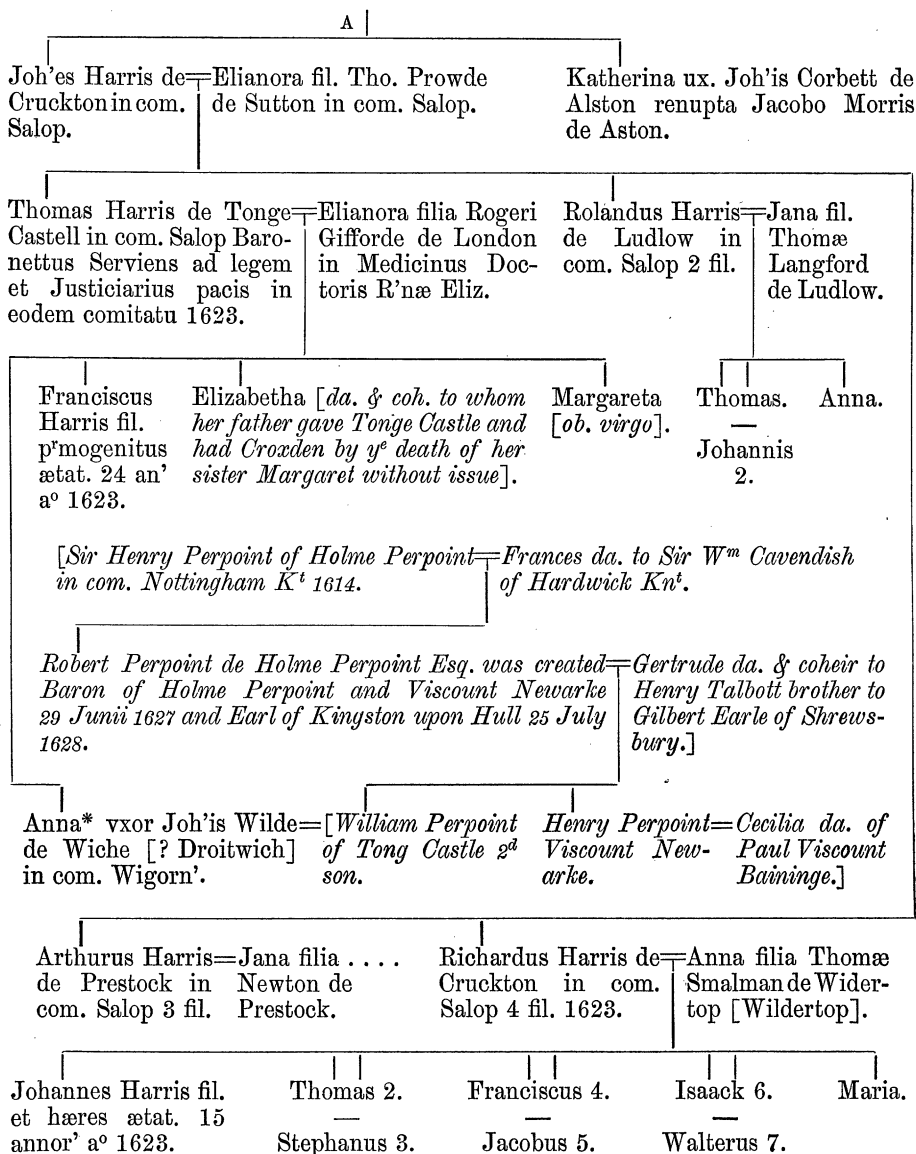 A
Joh'es Harris de
Cruckton in com.
Salop.
Elianora fil. Tho. Prowde
de Sutton in com. Salop.
Katherina ux. Joh'is Corbett de
Alston renupta Jacobo Morris
de Aston.
Thomas Harris de Tonge
Castell in com. Salop Baro-
nettus Serviens ad legem
et Justiciarius pacis in
eodem comitatu 1623.
Elianora filia Rogeri
Gifforde de London
in Medicinus Doc-
toris R'næ Eliz.
Rolandus Harris
de Ludlow in
com. Salop 2 fil.
Jana fil.
Thomæ
Langford
de Ludlow.
Franciscus
Harris fil.
pʳmogenitus
ætat. 24 an'
aº 1623.
Elizabetha [da. & coh. to whom
her father gave Tonge Castle and
had Croxden by yᵉ death of her
sister Margaret without issue].
Margareta
[ob. virgo].
Thomas.
—
Johannis
2.
Anna.
[Sir Henry Perpoint of Holme Perpoint
in com. Nottingham Kᵗ 1614.
Frances da. to Sir Wᵐ Cavendish
of Hardwick Knᵗ.
Robert Perpoint de Holme Perpoint Esq. was created
Baron of Holme Perpoint and Viscount Newarke
29 Junii 1627 and Earl of Kingston upon Hull 25 July
1628.
Gertrude da. & coheir to
Henry Talbott brother to
Gilbert Earle of Shrews-
bury.]
Anna* vxor Joh'is Wilde
de Wiche [? Droitwich]
in com. Wigorn'.
=[William Perpoint
of Tong Castle 2ᵈ
son.
Henry Perpoint
Viscount New-
arke.
=Cecilia da. of
Paul Viscount
Baininge.]
Arthurus Harris
de Prestock in
com. Salop 3 fil.
=Jana filia . . . .
Newton de
Prestock.
Richardus Harris de
Cruckton in com.
Salop 4 fil. 1623.
Anna filia Thomæ
Smalman de Wider-
top [Wildertop].
Johannes Harris fil.
et hæres ætat. 15
annor' aº 1623.
Thomas 2.
—
Stephanus 3.
Franciscus 4.
—
Jacobus 5.
Isaack 6.
—
Walterus 7.
Maria.